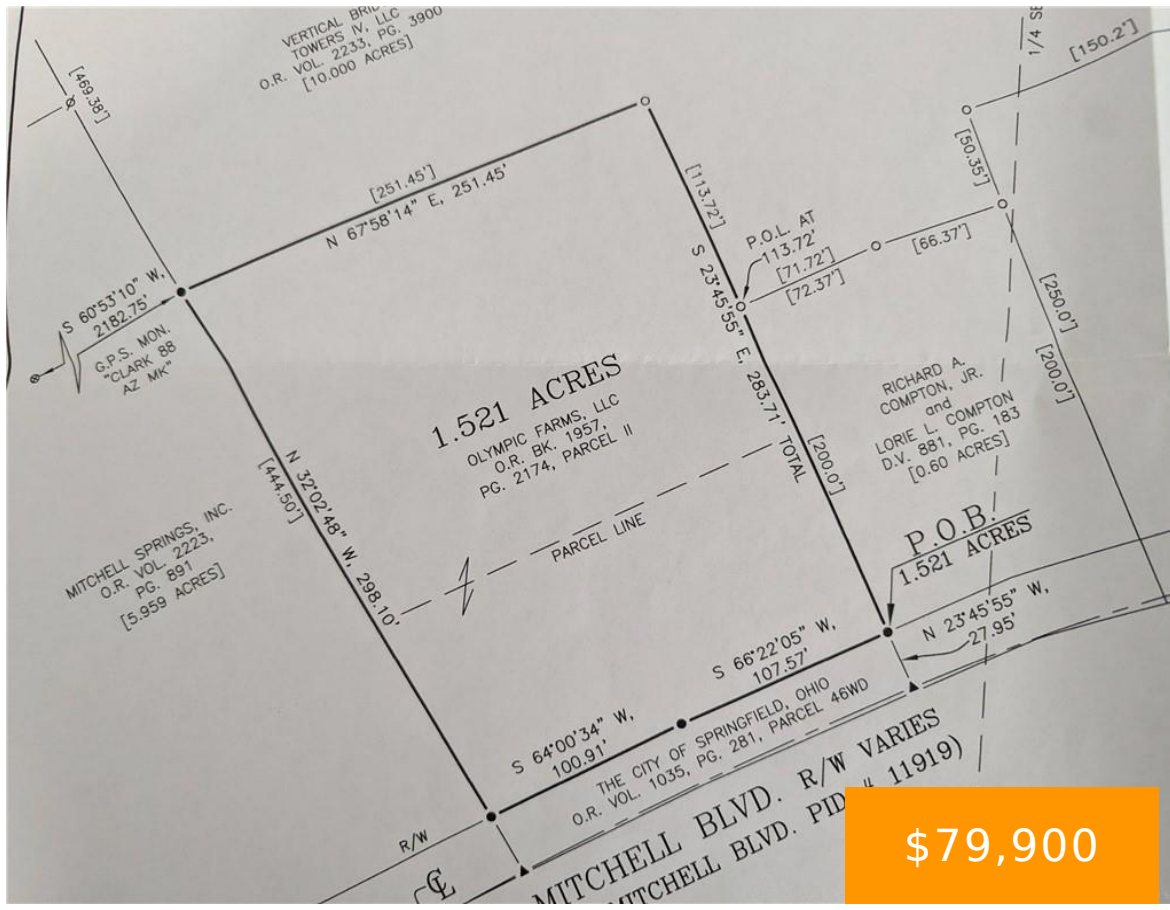 TOWERS IV, LLC
O.R. VOL. 2233, PG. 3900
[10.000 ACRES]
1/4
[150.2']
[469.38']
[50.35']
[251.45']
N 67°58'14" E, 251.45'
[113.72']
P.O.L. AT
113.72'
[71.72']
[72.37']
[66.37']
S 60°53'10" W,
2182.75'
G.P.S. MON.
"CLARK 88
AZ MK"
S 23°45'55" E, 283.71' TOTAL
[250.0']
[200.0']
1.521 ACRES
OLYMPIC FARMS, LLC
O.R. BK. 1957,
PG. 2174, PARCEL II
RICHARD A.
COMPTON, JR.
and
LORIE L. COMPTON
D.V. 881, PG. 183
[0.60 ACRES]
[200.0']
N 32°02'48" W, 298.10'
[444.50']
PARCEL LINE
MITCHELL SPRINGS, INC.
O.R. VOL. 2223,
PG. 891
[5.959 ACRES]
P.O.B.
1.521 ACRES
N 23°45'55" W,
27.95'
S 66°22'05" W,
107.57'
S 64°00'34" W,
100.91'
THE CITY OF SPRINGFIELD, OHIO
O.R. VOL. 1035, PG. 281, PARCEL 46WD
R/W
CL
MITCHELL BLVD. R/W VARIES
MITCHELL BLVD. PID # 11919)
$79,900